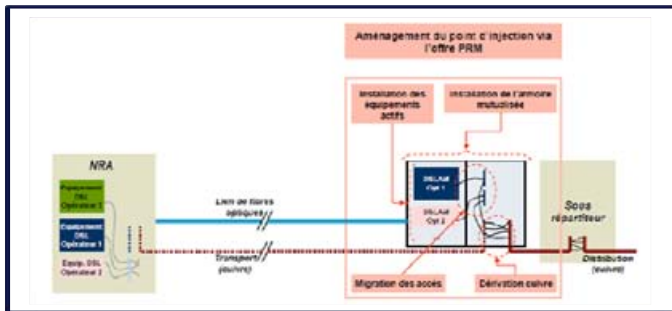 Aménagement du point d'injection via
l'offre PRM
Installation des
équipements
actifs
Installation de l'armoire
mutualisée
NRA
Equipement
DSL
Opérateur
Equipement
DSL
Opérateur 1
Equip. DSL
Opérateur 2
Lien de fibres
optiques
DSLAM
Opt 1
DSLAM
Opt 2
Sous
répartiteur
Transport
(cuivre)
Distribution
(cuivre)
Migration des accès
Dérivation cuivre